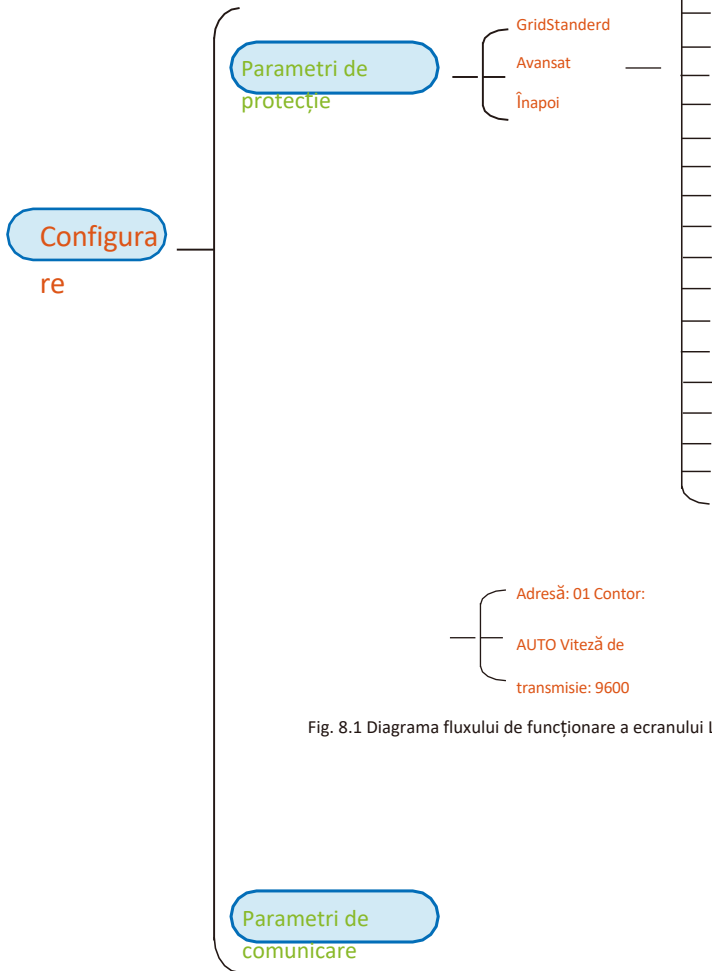 GridStanderd
Parametri de
protecție
Avansat
Înapoi
Configura
re
Adresă: 01 Contor:
AUTO Viteză de
transmisie: 9600
Fig. 8.1 Diagrama fluxului de funcționare a ecranului L
Parametri de
comunicare